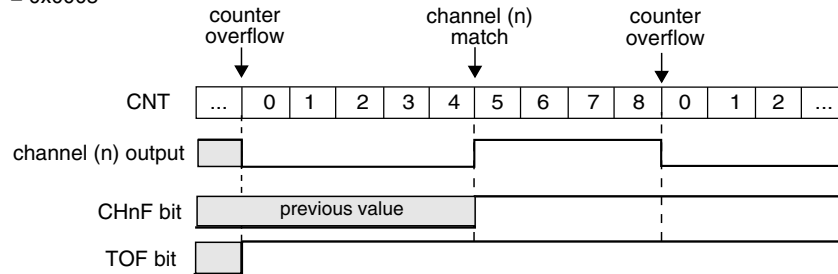 counter overflow
channel (n) match
counter overflow
CNT ... 0 1 2 3 4 5 6 7 8 0 1 2 ...
channel (n) output
CHnF bit previous value
TOF bit